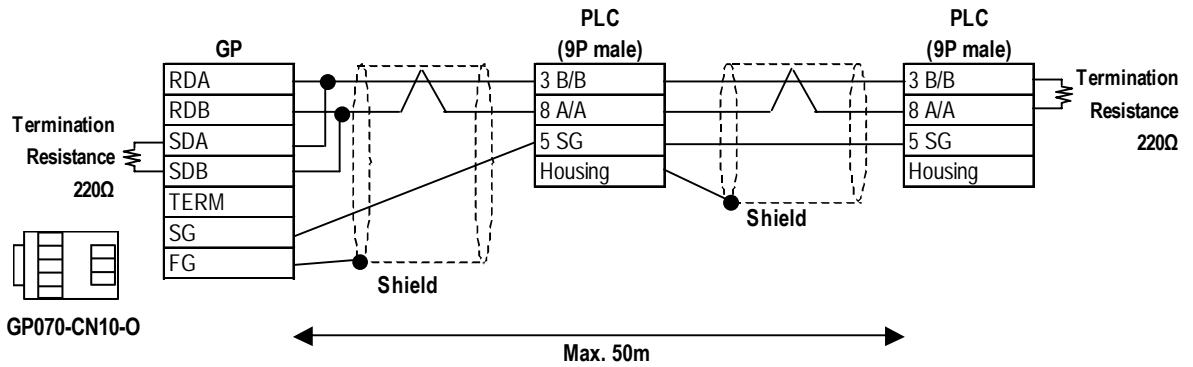 GP
RDA
RDB
SDA
SDB
TERM
SG
FG
Termination
Resistance
220Ω
GP070-CN10-O
Shield
PLC
(9P male)
3 B/B
8 A/A
5 SG
Housing
Shield
PLC
(9P male)
3 B/B
8 A/A
5 SG
Housing
Termination
Resistance
220Ω
Max. 50m